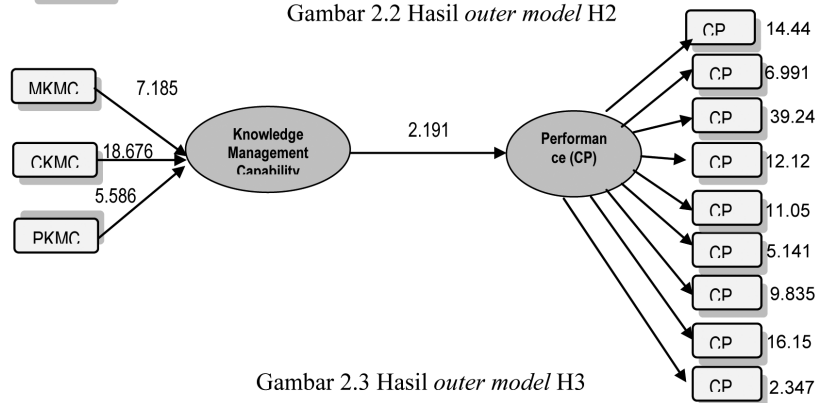 Gambar 2.2 Hasil outer model H2
MKMC
7.185
CKMC
18.676
PKMC
5.586
Knowledge
Management
Capability
2.191
Performan
ce (CP)
CP
14.44
CP
6.991
CP
39.24
CP
12.12
CP
11.05
CP
5.141
CP
9.835
CP
16.15
CP
2.347
Gambar 2.3 Hasil outer model H3